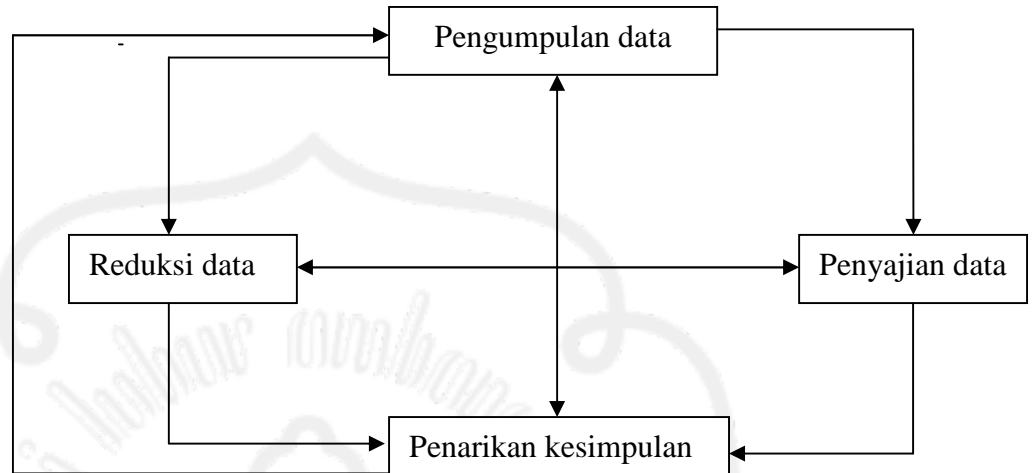 Pengumpulan data
Reduksi data
Penyajian data
Penarikan kesimpulan